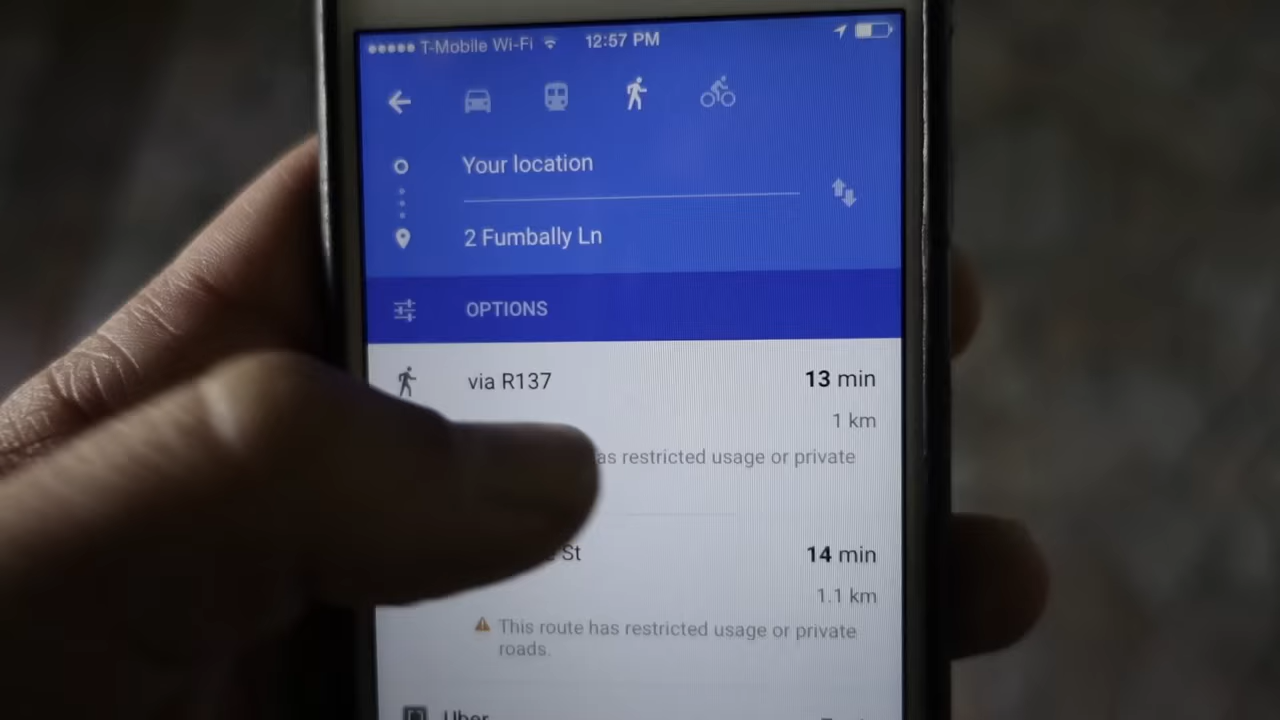 T-Mobile Wi-Fi 12:57 PM
Your location
2 Fumbally Ln
OPTIONS
via R137 13 min
1 km
restricted usage or private
St 14 min
1.1 km
This route has restricted usage or private
roads.
Uber